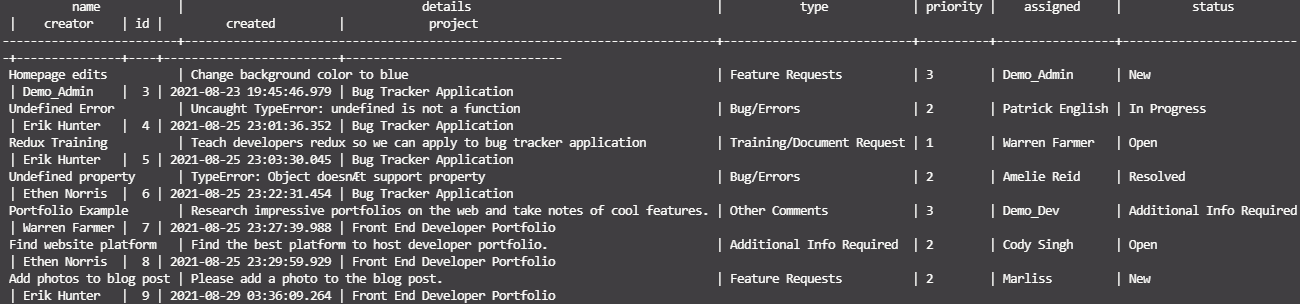 name | details | type | priority | assigned | status
| creator | id | created | project
-------------------------+-----------------------------------------------------------------------------+----------------------------+----------+-----------------+-------------------------
-+---------------+----+-------------------------+-------------------------------
Homepage edits | Change background color to blue | Feature Requests | 3 | Demo_Admin | New
| Demo_Admin | 3 | 2021-08-23 19:45:46.979 | Bug Tracker Application
Undefined Error | Uncaught TypeError: undefined is not a function | Bug/Errors | 2 | Patrick English | In Progress
| Erik Hunter | 4 | 2021-08-25 23:01:36.352 | Bug Tracker Application
Redux Training | Teach developers redux so we can apply to bug tracker application | Training/Document Request | 1 | Warren Farmer | Open
| Erik Hunter | 5 | 2021-08-25 23:03:30.045 | Bug Tracker Application
Undefined property | TypeError: Object doesnÆt support property | Bug/Errors | 2 | Amelie Reid | Resolved
| Ethen Norris | 6 | 2021-08-25 23:22:31.454 | Bug Tracker Application
Portfolio Example | Research impressive portfolios on the web and take notes of cool features. | Other Comments | 3 | Demo_Dev | Additional Info Required
| Warren Farmer | 7 | 2021-08-25 23:27:39.988 | Front End Developer Portfolio
Find website platform | Find the best platform to host developer portfolio. | Additional Info Required | 2 | Cody Singh | Open
| Ethen Norris | 8 | 2021-08-25 23:29:59.929 | Front End Developer Portfolio
Add photos to blog post | Please add a photo to the blog post. | Feature Requests | 2 | Marliss | New
| Erik Hunter | 9 | 2021-08-29 03:36:09.264 | Front End Developer Portfolio